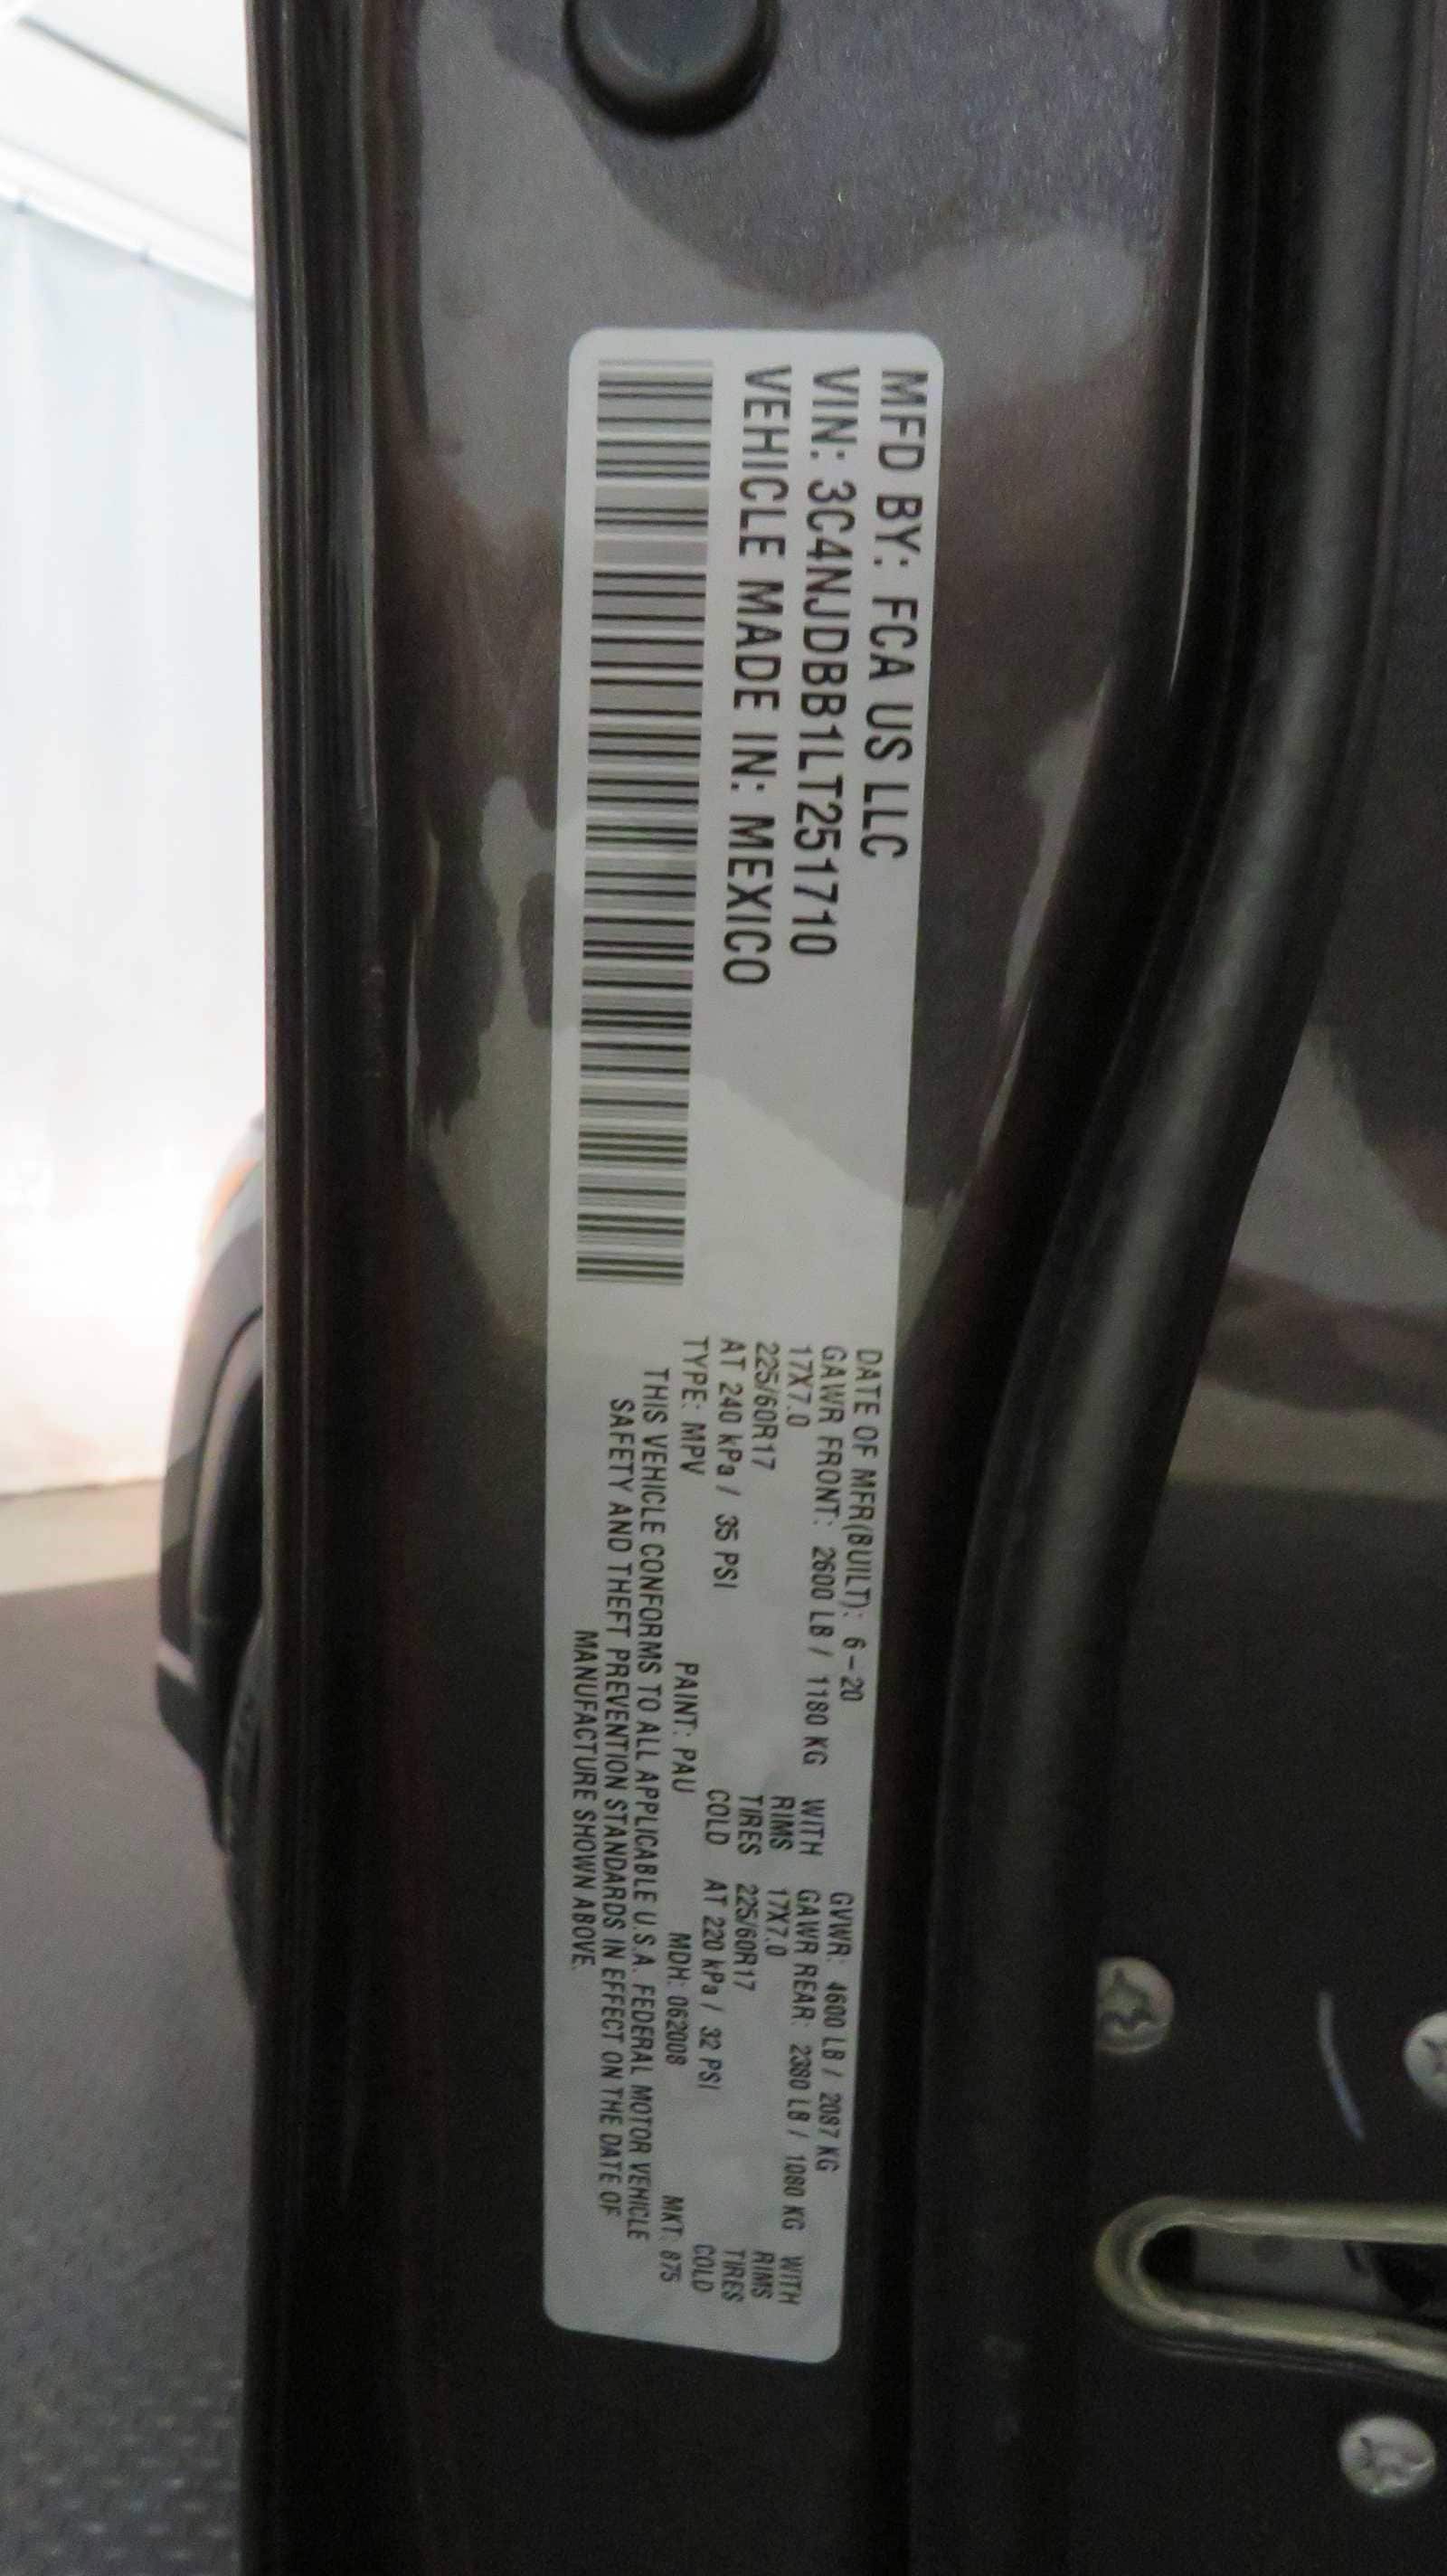 MFD BY: FCA US LLC
VIN: 3C4NJDBB1LT251710
VEHICLE MADE IN: MEXICO
DATE OF MFR(BUILT): 6-20 GVWR: 4600 LB / 2087 KG
GAWR FRONT: 2600 LB / 1180 KG WITH GAWR REAR: 2380 LB / 1080 KG WITH
17X7.0 RIMS 17X7.0 RIMS
225/60R17 TIRES 225/60R17 TIRES
AT 240 kPa / 35 PSI COLD AT 220 kPa / 32 PSI COLD
TYPE: MPV PAINT: PAU MDH: 062008 MKT: 875
THIS VEHICLE CONFORMS TO ALL APPLICABLE U.S.A. FEDERAL MOTOR VEHICLE
SAFETY AND THEFT PREVENTION STANDARDS IN EFFECT ON THE DATE OF
MANUFACTURE SHOWN ABOVE.